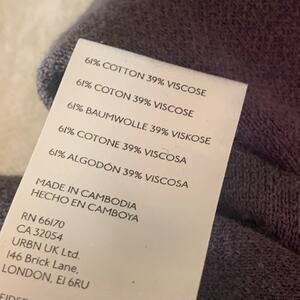 61% COTTON 39% VISCOSE
61% COTON 39% VISCOSE
61% BAUMWOLLE 39% VISKOSE
61% COTONE 39% VISCOSA
61% ALGODÓN 39% VISCOSA
MADE IN CAMBODIA
HECHO EN CAMBOYA
RN 66170
CA 32054
URBN UK Ltd
146 Brick Lane,
LONDON, E1 6RU